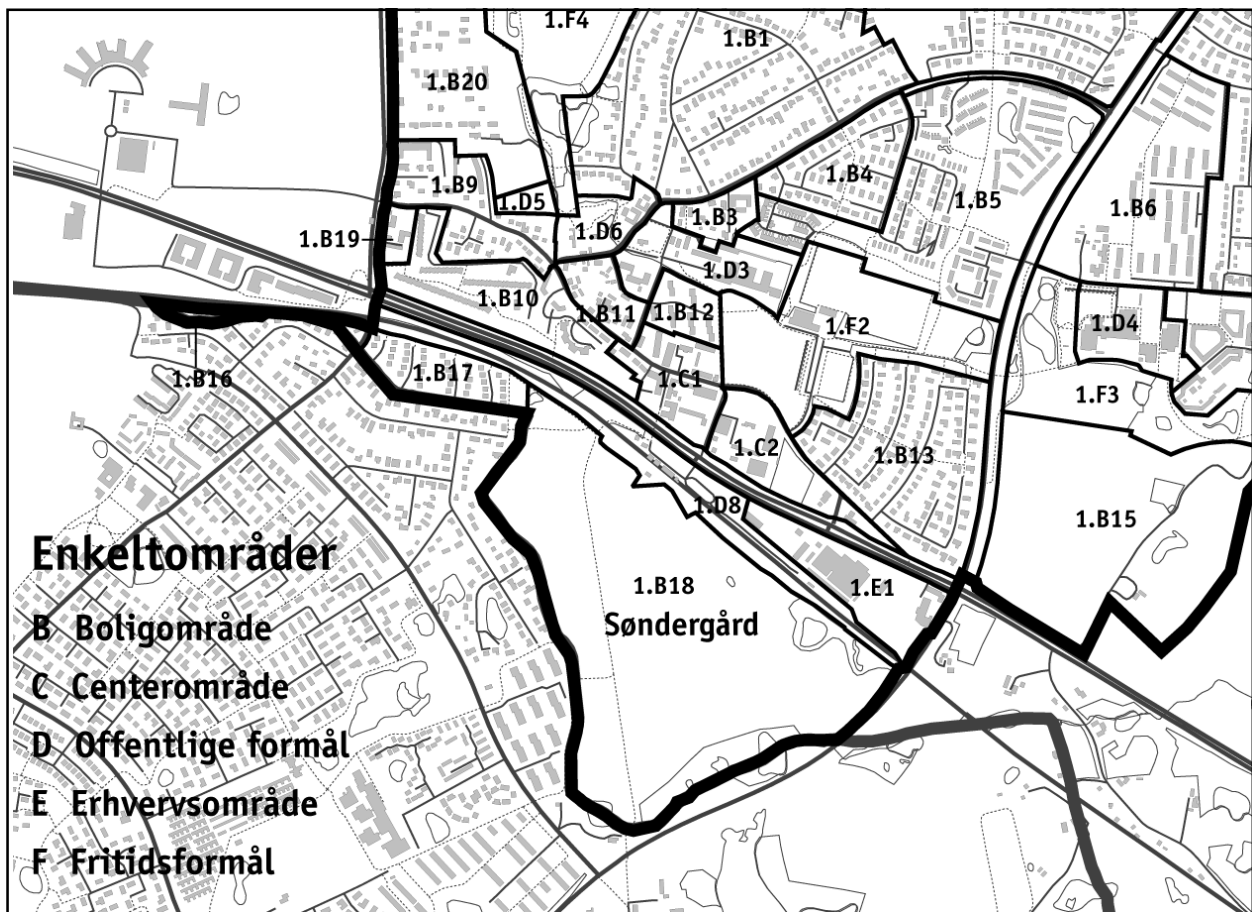 1.F4
1.B1
1.B20
1.B9
1.D5
1.B4
1.B5
1.B6
1.B3
1.D6
1.B19
1.D3
1.B10
1.B11
1.B12
1.F2
1.D4
1.B16
1.B17
1.C1
1.F3
1.C2
1.B13
1.D8
1.B15
1.B18
Søndergård
1.E1
Enkeltområder
B Boligområde
C Centerområde
D Offentlige formål
E Erhvervsområde
F Fritidsformål